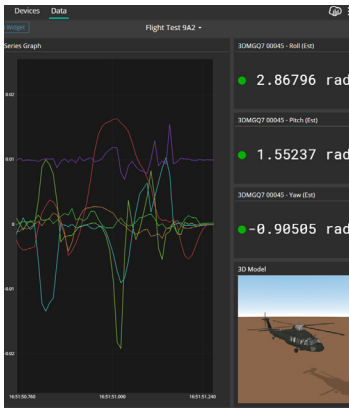 Devices Data
Widget
Flight Test 9A2
Series Graph
0.02
0.01
0
-0.01
-0.02
16:51:50.760 16:51:51.000 16:51:51.240
3DMGQ7 00045 - Roll (Est)
2.86796 rad
3DMGQ7 00045 - Pitch (Est)
1.55237 rad
3DMGQ7 00045 - Yaw (Est)
-0.90505 rad
3D Model